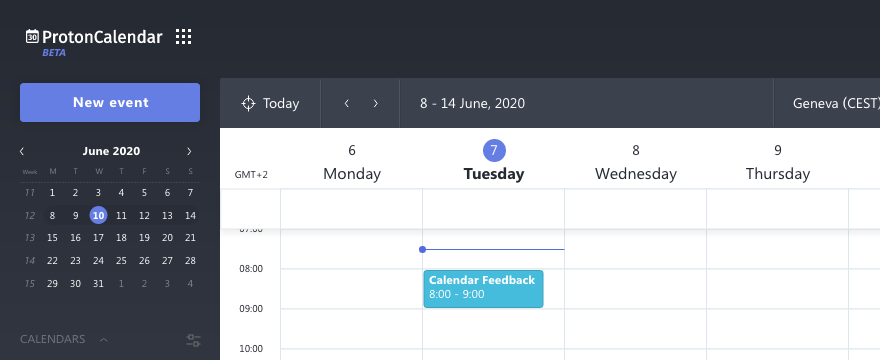 30 ProtonCalendar
BETA
New event
Today
8 - 14 June, 2020
Geneva (CEST)
June 2020
Week M T W T F S S
11 1 2 3 4 5 6 7
12 8 9 10 11 12 13 14
13 15 16 17 18 19 20 21
14 22 23 24 25 26 27 28
15 29 30 31 1 2 3 4
CALENDARS
GMT+2
6 7 8 9
Monday Tuesday Wednesday Thursday
07:00
08:00
Calendar Feedback
8:00 - 9:00
09:00
10:00